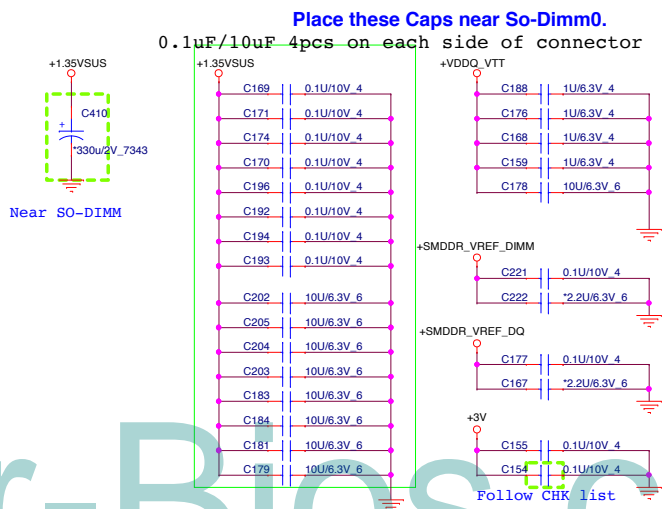 Place these Caps near So-Dimm0.
0.1uF/10uF 4pcs on each side of connector
+1.35VSUS
C410
+
*330u/2V_7343
Near SO-DIMM
+1.35VSUS
C169 0.1U/10V_4
C171 0.1U/10V_4
C174 0.1U/10V_4
C170 0.1U/10V_4
C196 0.1U/10V_4
C192 0.1U/10V_4
C194 0.1U/10V_4
C193 0.1U/10V_4
C202 10U/6.3V_6
C205 10U/6.3V_6
C204 10U/6.3V_6
C203 10U/6.3V_6
C183 10U/6.3V_6
C184 10U/6.3V_6
C181 10U/6.3V_6
C179 10U/6.3V_6
+VDDQ_VTT
C188 1U/6.3V_4
C176 1U/6.3V_4
C168 1U/6.3V_4
C159 1U/6.3V_4
C178 10U/6.3V_6
+SMDDR_VREF_DIMM
C221 0.1U/10V_4
C222 *2.2U/6.3V_6
+SMDDR_VREF_DQ
C177 0.1U/10V_4
C167 *2.2U/6.3V_6
+3V
C155 0.1U/10V_4
C154 0.1U/10V_4
Follow CHK list
r-Bios.c